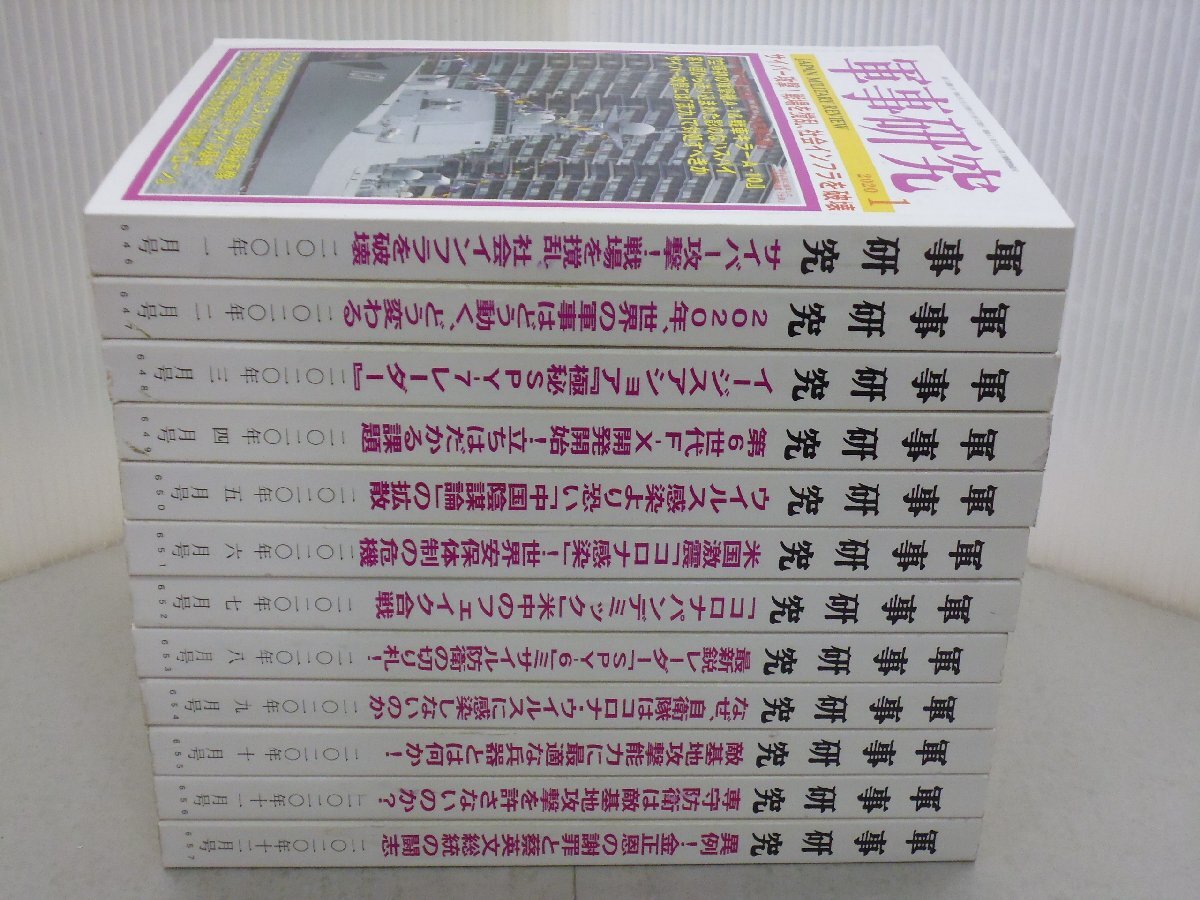 JAPAN MILITARY REVIEW
軍事研究
2020 1
サイバー攻撃!戦場を撹乱、社会インフラを破壊
軍事研究 サイバー攻撃!戦場を撹乱、社会インフラを破壊 二〇二〇年 一月号 646
軍事研究 2020年、世界の軍事はどう動く、どう変わる 二〇二〇年 二月号 647
軍事研究 イージスアショア『極秘SPY-7レーダー』 二〇二〇年 三月号 648
軍事研究 第6世代F-X開発開始!立ちはだかる課題 二〇二〇年 四月号 649
軍事研究 ウイルス感染より恐い「中国陰謀論」の拡散 二〇二〇年 五月号 650
軍事研究 米国激震「コロナ感染」!世界安保体制の危機 二〇二〇年 六月号 651
軍事研究 「コロナパンデミック」米中のフェイク合戦 二〇二〇年 七月号 652
軍事研究 最新鋭レーダー「SPY-6」ミサイル防衛の切り札! 二〇二〇年 八月号 653
軍事研究 なぜ、自衛隊はコロナ・ウイルスに感染しないのか 二〇二〇年 九月号 654
軍事研究 敵基地攻撃能力に最適な兵器とは何か! 二〇二〇年 十月号 655
軍事研究 専守防衛は敵基地攻撃を許さないのか? 二〇二〇年 十一月号 656
軍事研究 異例!金正恩の謝罪と蔡英文総統の闘志 二〇二〇年 十二月号 657